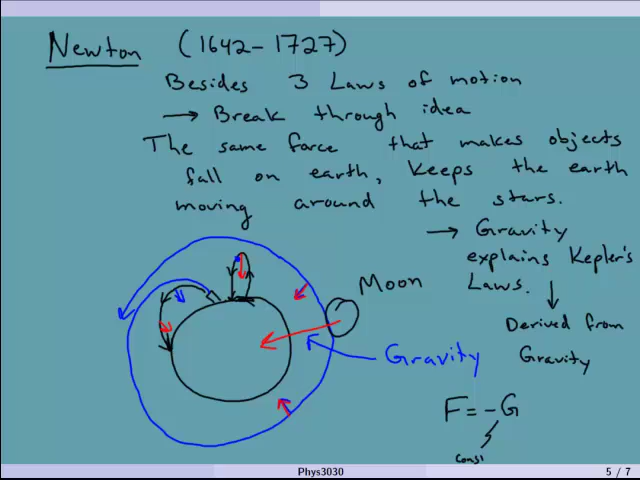 Newton (1642-1727)
Besides 3 Laws of motion
→ Break through idea
The same force that makes objects
fall on earth, keeps the earth
moving around the stars.
→ Gravity
explains Kepler's
Laws.
Derived from
Gravity
Moon
Gravity
F = -G
Consi
Phys3030
5 / 7